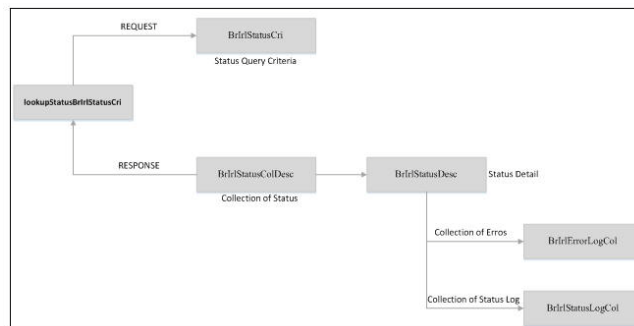 REQUEST
BrIrlStatusCri
Status Query Criteria
lookupStatusBrIrlStatusCri
RESPONSE
BrIrlStatusColDesc
Collection of Status
BrIrlStatusDesc
Status Detail
Collection of Erros
BrIrlErrorLogCol
Collection of Status Log
BrIrlStatusLogCol